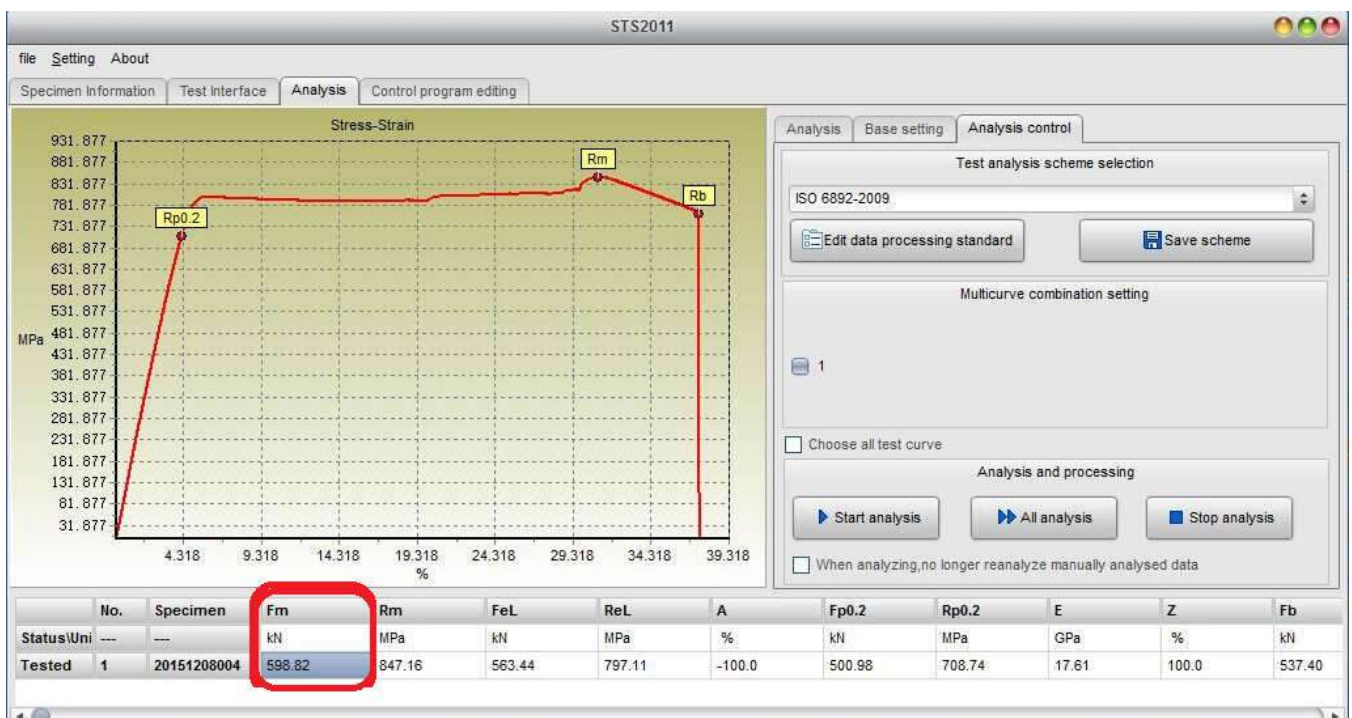 STS2011
file Setting About
Specimen Information Test Interface Analysis Control program editing
Stress-Strain
931.877
881.877
831.877
781.877
731.877
681.877
631.877
581.877
531.877
481.877
431.877
381.877
331.877
281.877
231.877
181.877
131.877
81.877
31.877
MPa
Rp0.2
Rm
Rb
4.318 9.318 14.318 19.318 24.318 29.318 34.318 39.318
%
Analysis Base setting Analysis control
Test analysis scheme selection
ISO 6892-2009
Edit data processing standard Save scheme
Multicurve combination setting
1
Choose all test curve
Analysis and processing
Start analysis All analysis Stop analysis
When analyzing,no longer reanalyze manually analysed data
No. Specimen Fm Rm FeL ReL A Fp0.2 Rp0.2 E Z Fb
Status\Uni --- --- kN MPa kN MPa % kN MPa GPa % kN
Tested 1 20151208004 598.82 847.16 563.44 797.11 -100.0 500.98 708.74 17.61 100.0 537.40